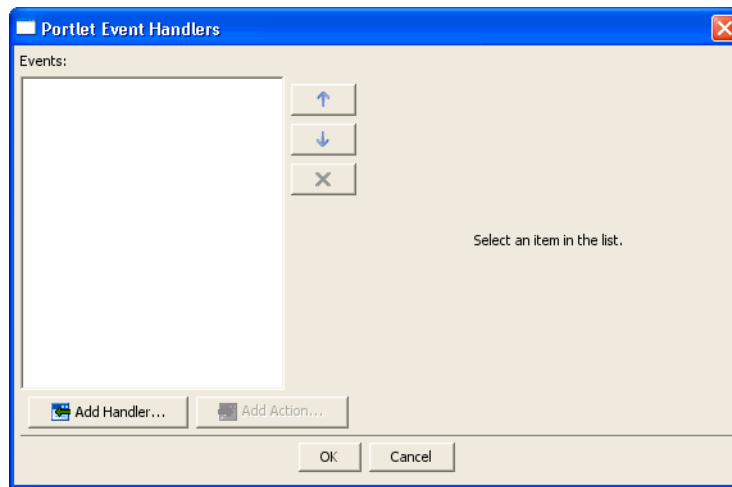 Portlet Event Handlers
Events:
Select an item in the list.
Add Handler...
Add Action...
OK
Cancel